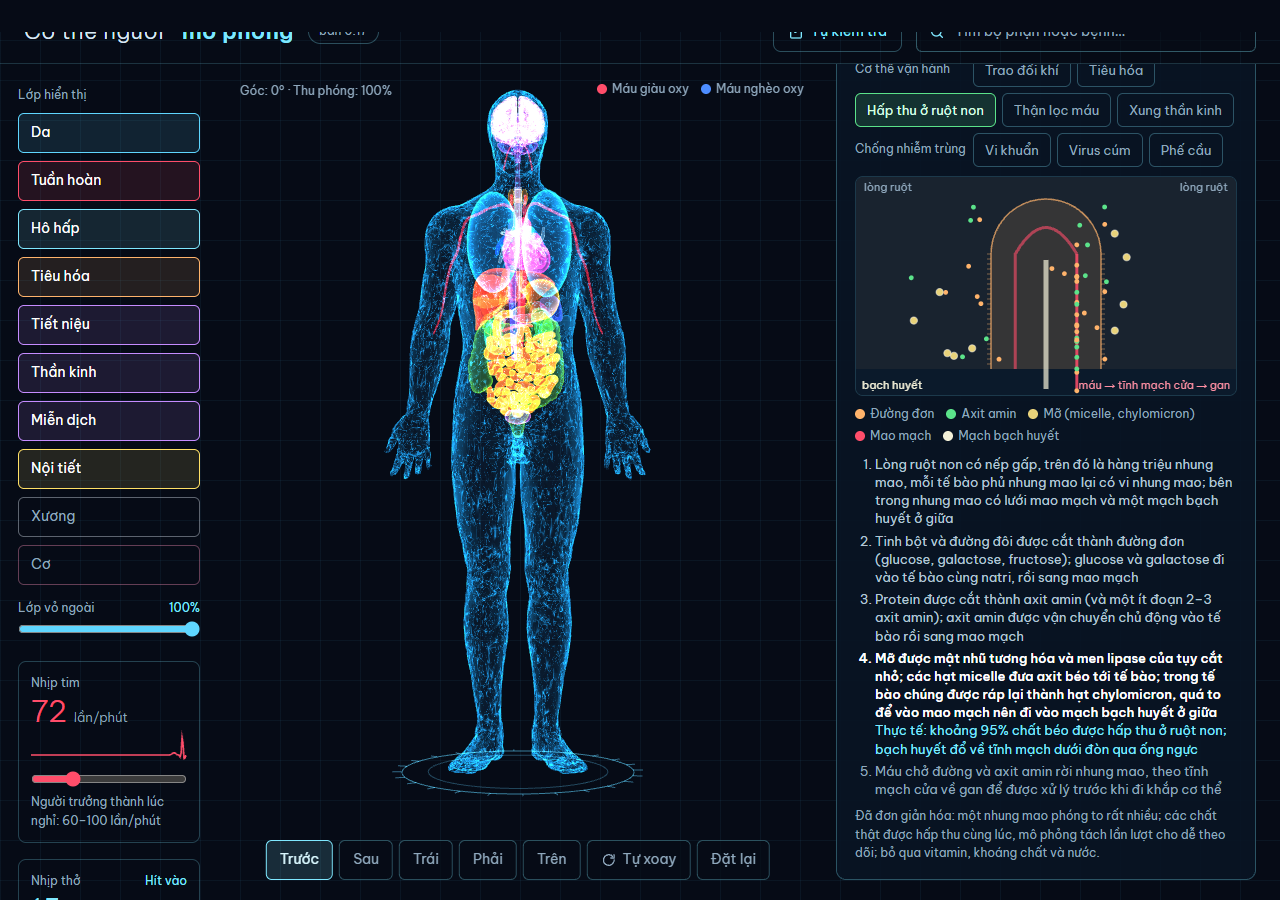 Cơ thể người mô phỏng
Tự kiểm tra
Tìm bộ phận hoặc bệnh...
Lớp hiển thị
Da
Tuần hoàn
Hô hấp
Tiêu hóa
Tiết niệu
Thần kinh
Miễn dịch
Nội tiết
Xương
Cơ
Lớp vỏ ngoài 100%
Nhịp tim
72 lần/phút
Người trưởng thành lúc
nghỉ: 60–100 lần/phút
Nhịp thở Hít vào
Góc: 0° · Thu phóng: 100%
Máu giàu oxy Máu nghèo oxy
Trước Sau Trái Phải Trên Tự xoay Đặt lại
Cơ thể vận hành Trao đổi khí Tiêu hóa
Hấp thu ở ruột non Thận lọc máu Xung thần kinh
Chống nhiễm trùng Vi khuẩn Virus cúm Phế cầu
lòng ruột lòng ruột
bạch huyết máu → tĩnh mạch cửa → gan
Đường đơn Axit amin Mỡ (micelle, chylomicron)
Mao mạch Mạch bạch huyết
1. Lòng ruột non có nếp gấp, trên đó là hàng triệu nhung
mao, mỗi tế bào phủ nhung mao lại có vi nhung mao; bên
trong nhung mao có lưới mao mạch và một mạch bạch
huyết ở giữa
2. Tinh bột và đường đôi được cắt thành đường đơn
(glucose, galactose, fructose); glucose và galactose đi
vào tế bào cùng natri, rồi sang mao mạch
3. Protein được cắt thành axit amin (và một ít đoạn 2–3
axit amin); axit amin được vận chuyển chủ động vào tế
bào rồi sang mao mạch
4. Mỡ được mật nhũ tương hóa và men lipase của tụy cắt
nhỏ; các hạt micelle đưa axit béo tới tế bào; trong tế
bào chúng được ráp lại thành hạt chylomicron, quá to
để vào mao mạch nên đi vào mạch bạch huyết ở giữa
Thực tế: khoảng 95% chất béo được hấp thu ở ruột non;
bạch huyết đổ về tĩnh mạch dưới đòn qua ống ngực
5. Máu chở đường và axit amin rời nhung mao, theo tĩnh
mạch cửa về gan để được xử lý trước khi đi khắp cơ thể
Đã đơn giản hóa: một nhung mao phóng to rất nhiều; các chất
thật được hấp thu cùng lúc, mô phỏng tách lần lượt cho dễ theo
dõi; bỏ qua vitamin, khoáng chất và nước.